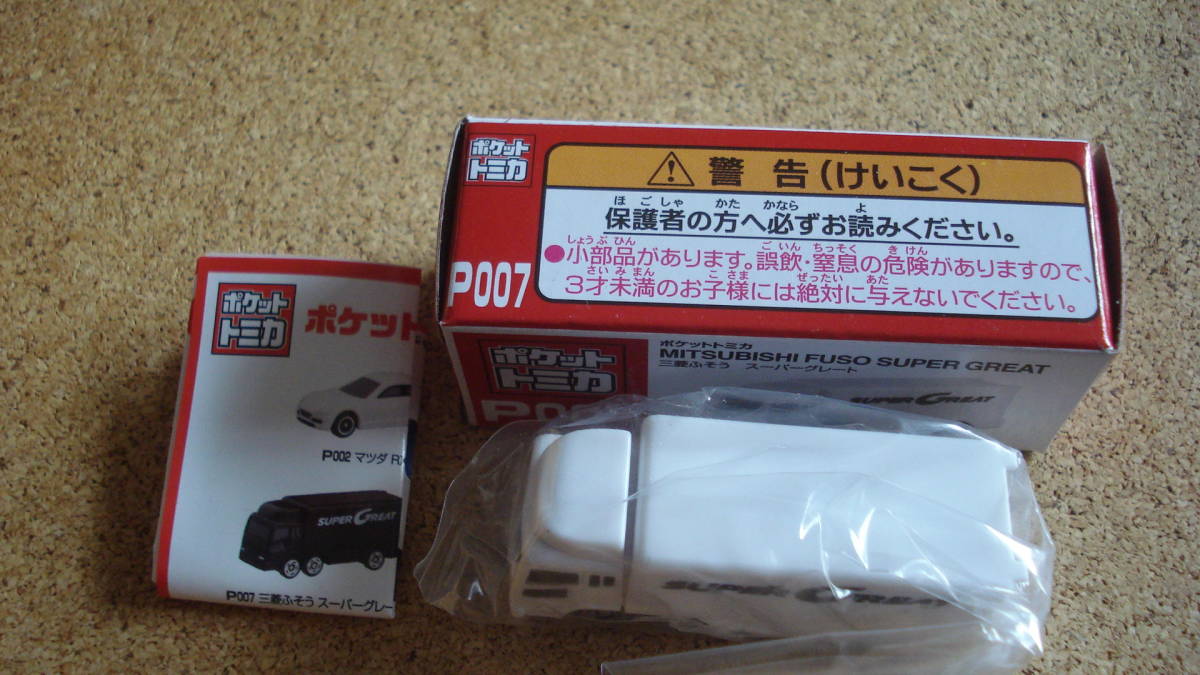 ポケット
トミカ
警告(けいこく)
ほごしゃ かた かなら よ
保護者の方へ必ずお読みください。
しょうぶひん ごいん ちっそく きけん
●小部品があります。誤飲・窒息の危険がありますので、
さいみまん こさま ぜったい あた
3才未満のお子様には絶対に与えないでください。
P007
ポケット
トミカ
ポケットトミカ
MITSUBISHI FUSO SUPER GREAT
三菱ふそう スーパーグレート
SUPER GREAT
SUPER GREAT
ポケット
トミカ
ポケット
P002 マツダ
SUPER GREAT
P007 三菱ふそう スーパーグレー